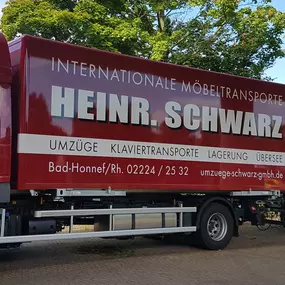 INTERNATIONALE MÖBELTRANSPORTE
HEINR. SCHWARZ
UMZÜGE KLAVIERTRANSPORTE LAGERUNG ÜBERSEE
Bad-Honnef/Rh. 02224 / 25 32 umzuege-schwarz-gmbh.de